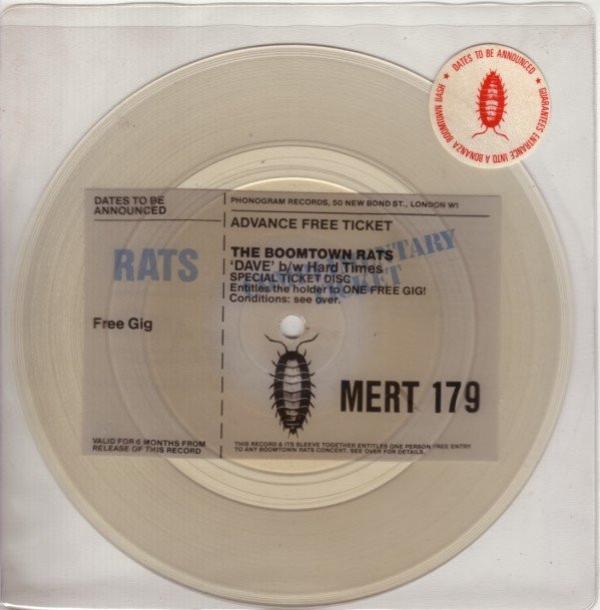 ★ DATES TO BE ANNOUNCED ★ GUARANTEES ENTRANCE INTO A BONANZA BOOMTOWN BASH
DATES TO BE
ANNOUNCED
RATS
Free Gig
VALID FOR 6 MONTHS FROM
RELEASE OF THIS RECORD
PHONOGRAM RECORDS, 50 NEW BOND ST., LONDON W1
ADVANCE FREE TICKET
THE BOOMTOWN RATS
'DAVE' b/w Hard Times
SPECIAL TICKET DISC
Entitles the holder to ONE FREE GIG!
Conditions: see over.
MERT 179
THIS RECORD & ITS SLEEVE TOGETHER ENTITLES ONE PERSON FREE ENTRY
TO ANY BOOMTOWN RATS CONCERT. SEE OVER FOR DETAILS.